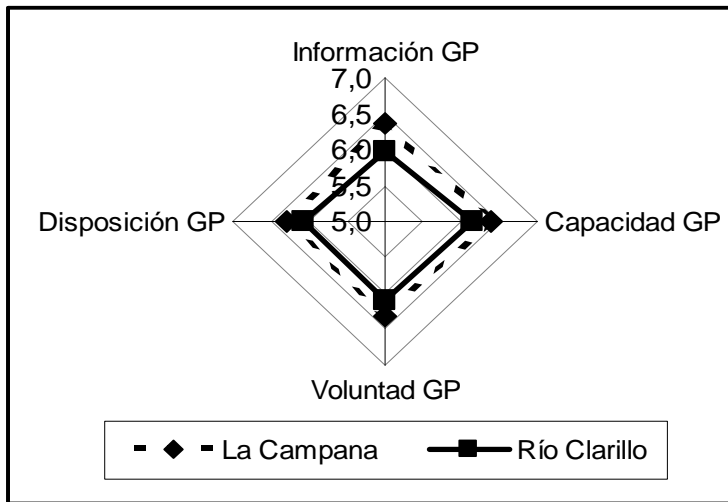 Información GP
7,0
6,5
6,0
5,5
Disposición GP 5,0 Capacidad GP
Voluntad GP
La Campana Río Clarillo